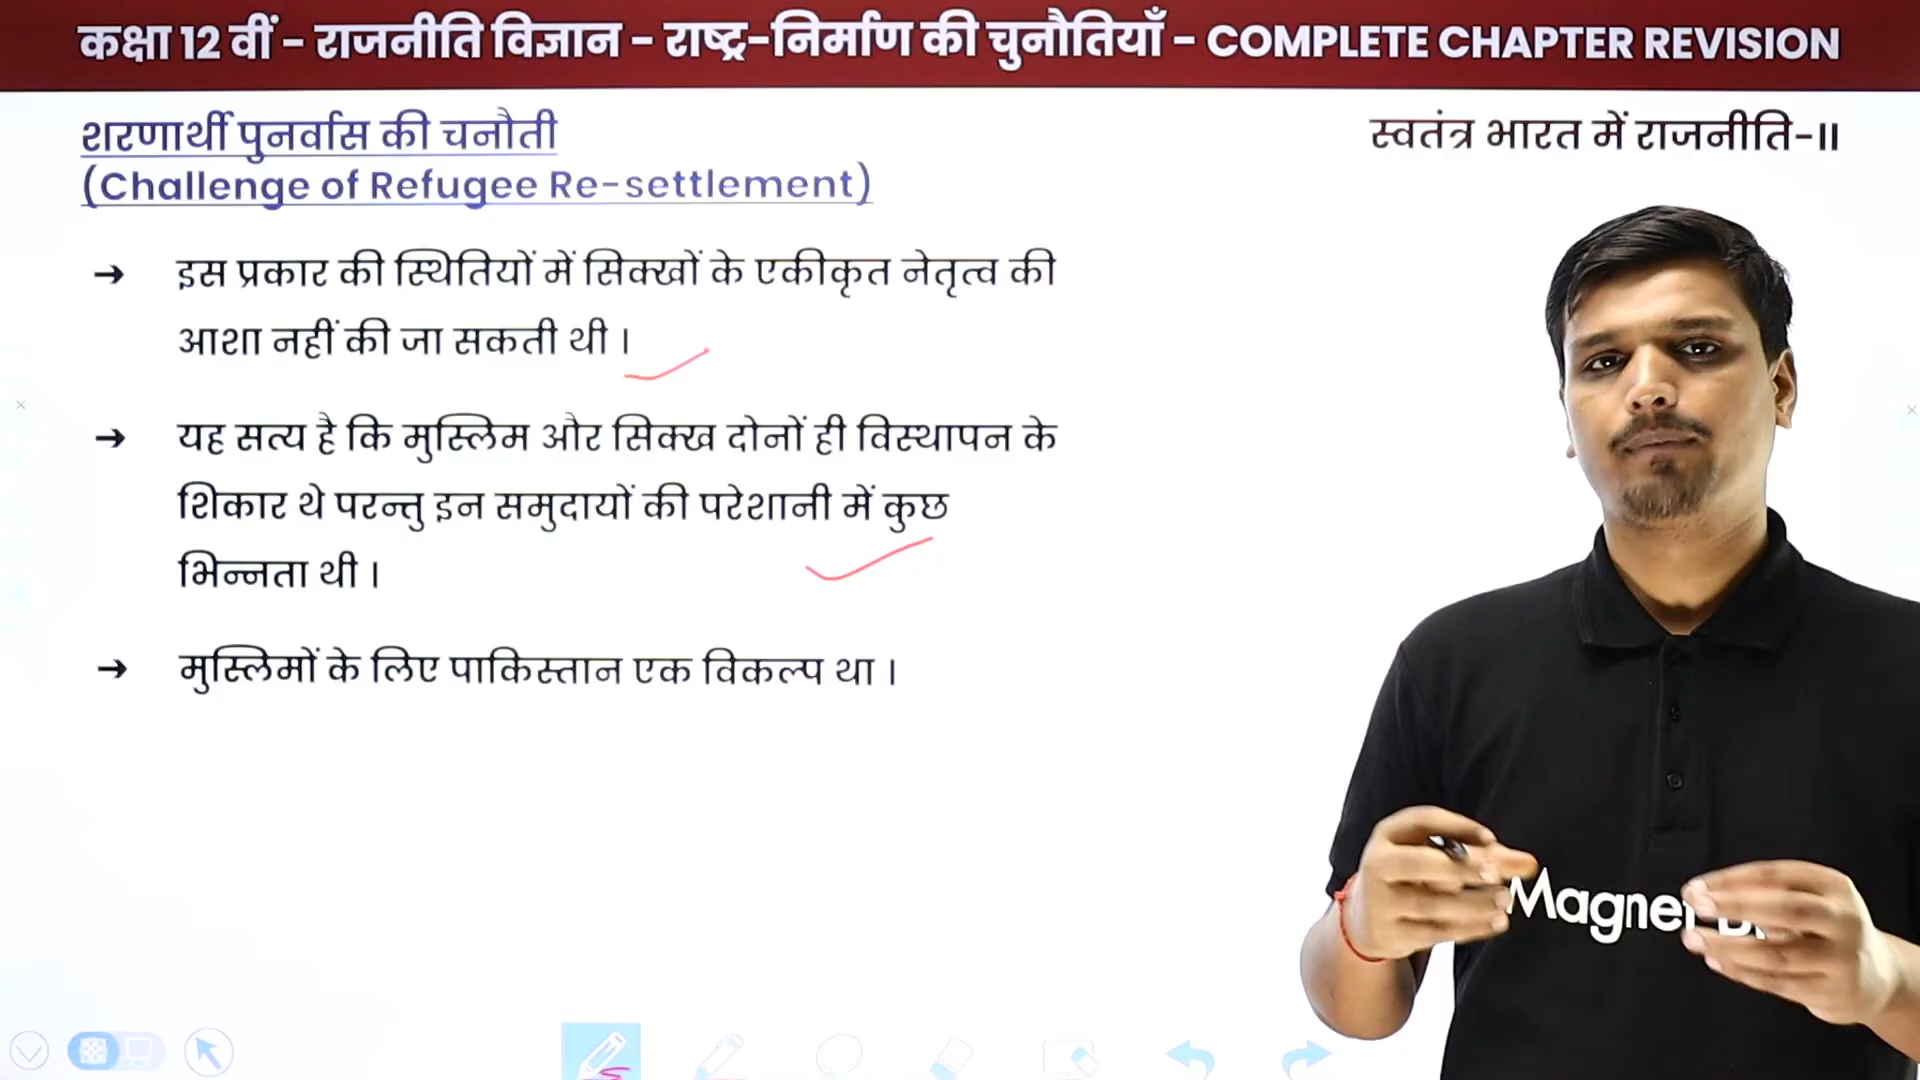 कक्षा 12 वीं - राजनीति विज्ञान - राष्ट्र-निर्माण की चुनौतियाँ - COMPLETE CHAPTER REVISION
शरणार्थी पुनर्वास की चनौती
(Challenge of Refugee Re-settlement)
स्वतंत्र भारत में राजनीति-II
→ इस प्रकार की स्थितियों में सिक्खों के एकीकृत नेतृत्व की
आशा नहीं की जा सकती थी ।
→ यह सत्य है कि मुस्लिम और सिक्ख दोनों ही विस्थापन के
शिकार थे परन्तु इन समुदायों की परेशानी में कुछ
भिन्नता थी ।
→ मुस्लिमों के लिए पाकिस्तान एक विकल्प था ।
Magnet